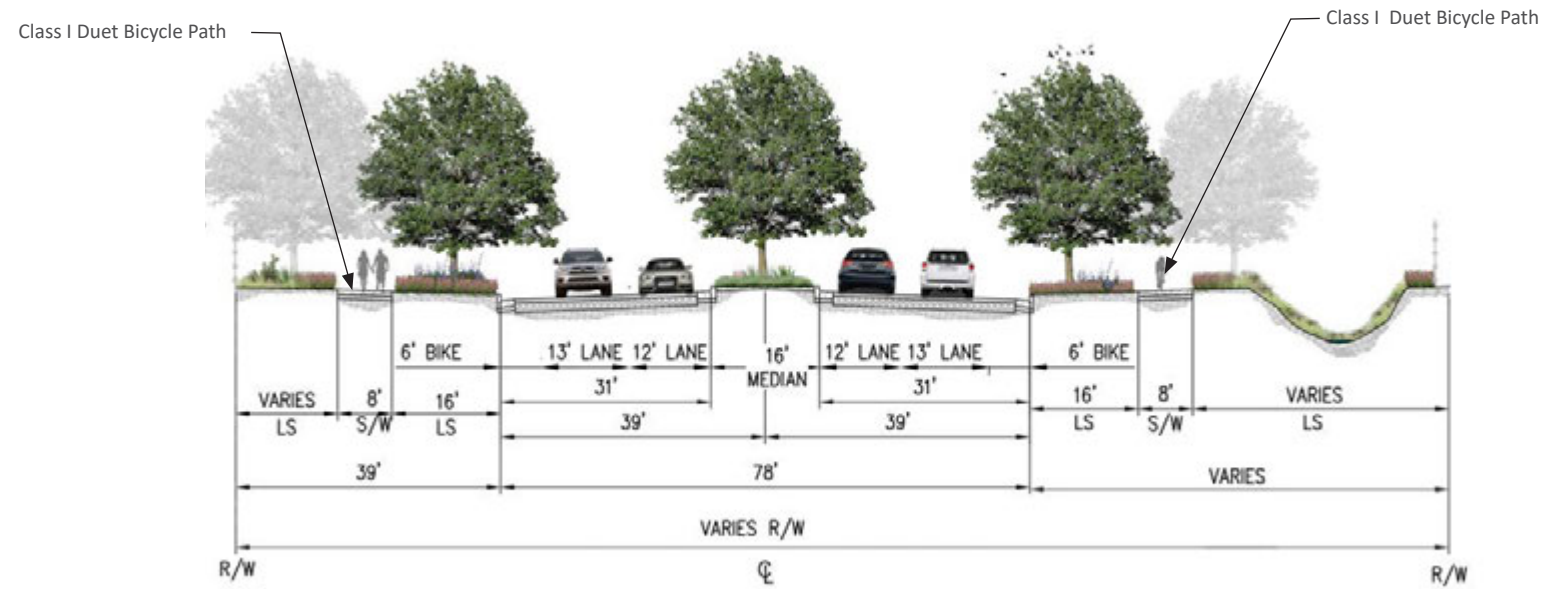 Class I Duet Bicycle Path
Class I  Duet Bicycle Path
6' BIKE
13' LANE
12' LANE
16'
MEDIAN
12' LANE
13' LANE
6' BIKE
31'
31'
VARIES
LS
8'
S/W
16'
LS
16'
LS
8'
S/W
VARIES
LS
39'
39'
39'
78'
VARIES
VARIES R/W
R/W
℄
R/W